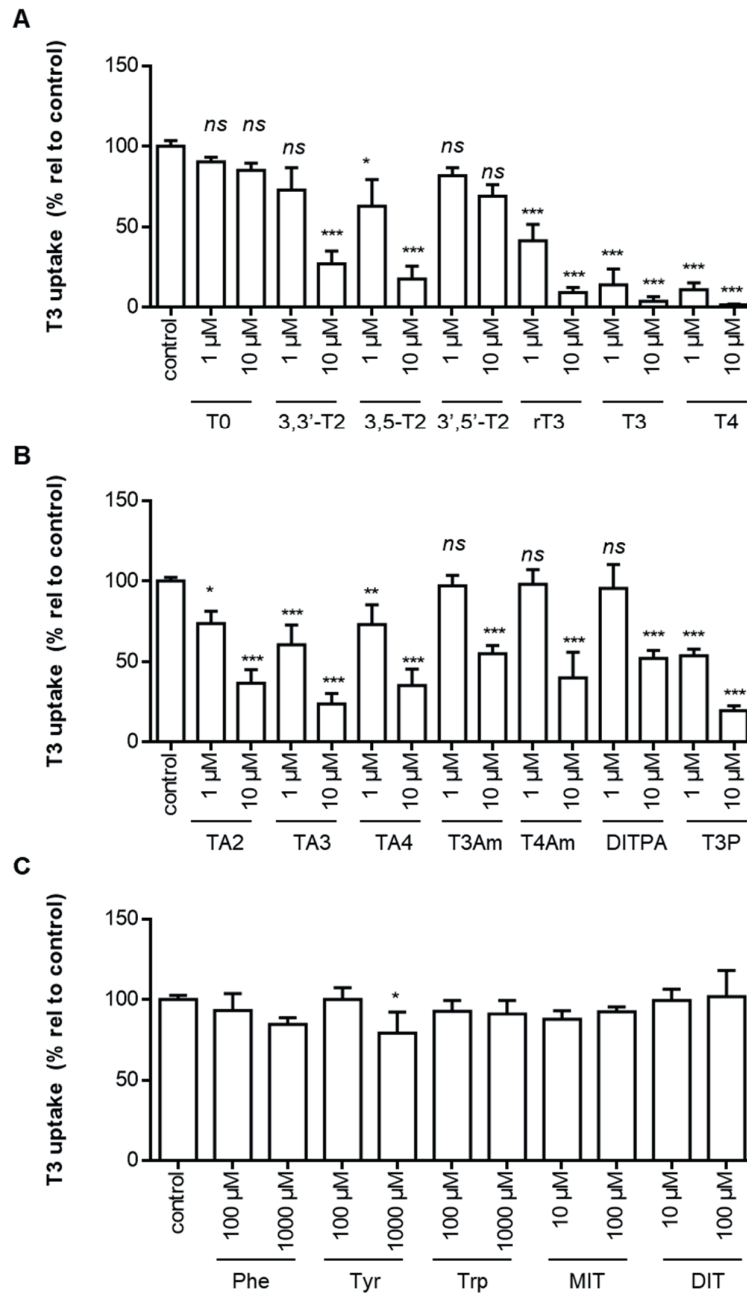 A
T3 uptake (% rel to control)
150
100
50
0
ns ns ns *** * *** ns ns *** *** *** *** *** ***
control 1 µM 10 µM 1 µM 10 µM 1 µM 10 µM 1 µM 10 µM 1 µM 10 µM 1 µM 10 µM 1 µM 10 µM
T0 3,3'-T2 3,5-T2 3',5'-T2 rT3 T3 T4
B
T3 uptake (% rel to control)
150
100
50
0
* *** *** *** ** *** ns *** ns *** ns *** *** ***
control 1 µM 10 µM 1 µM 10 µM 1 µM 10 µM 1 µM 10 µM 1 µM 10 µM 1 µM 10 µM 1 µM 10 µM
TA2 TA3 TA4 T3Am T4Am DITPA T3P
C
T3 uptake (% rel to control)
150
100
50
0
*
control 100 µM 1000 µM 100 µM 1000 µM 100 µM 1000 µM 10 µM 100 µM 10 µM 100 µM
Phe Tyr Trp MIT DIT